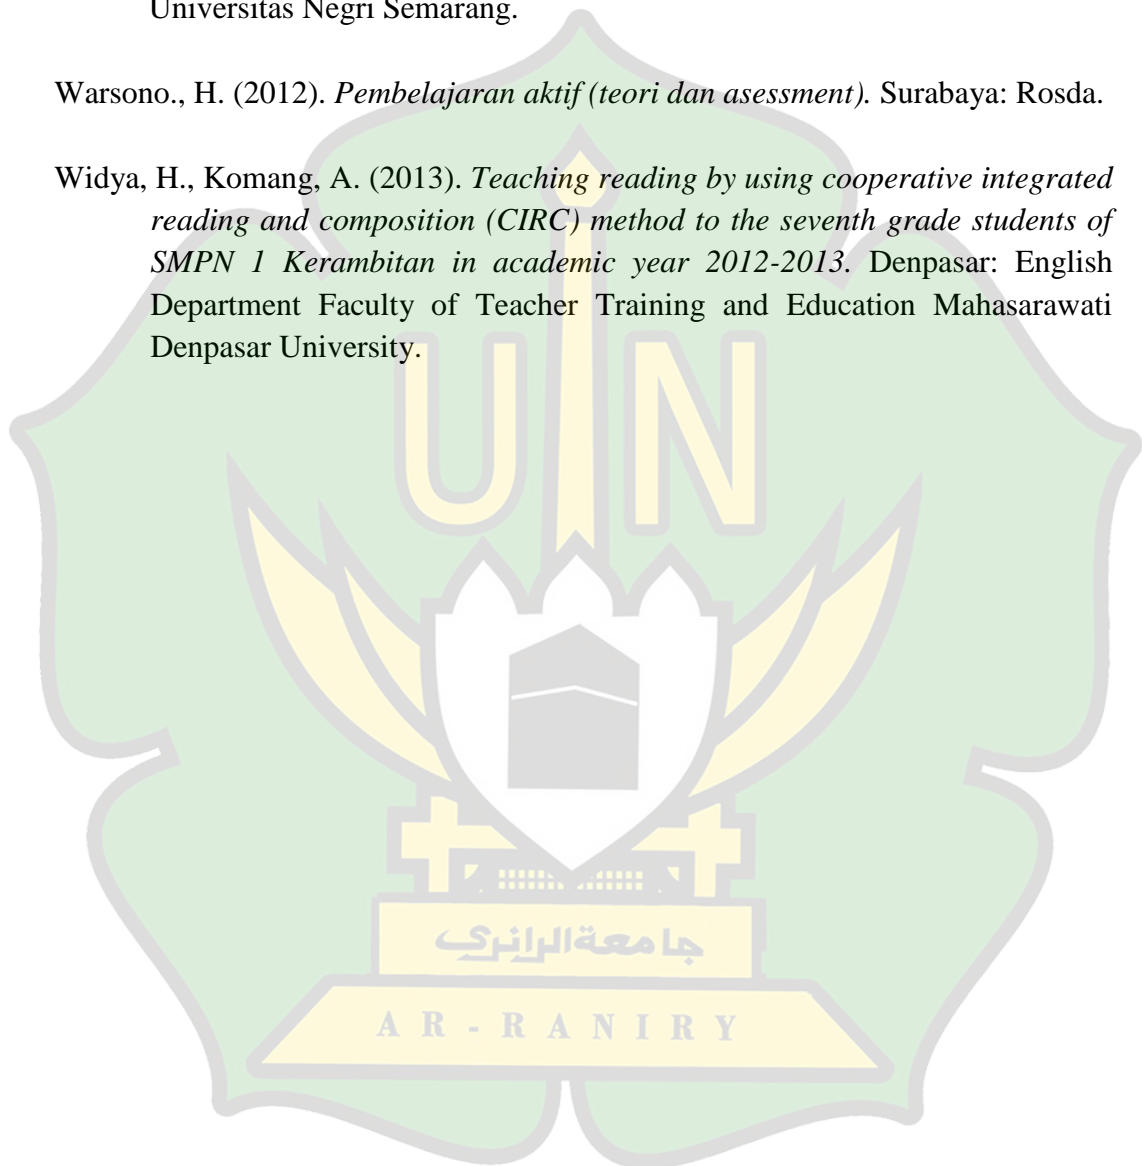 Universitas Negri Semarang.
Warsono., H. (2012). Pembelajaran aktif (teori dan asessment). Surabaya: Rosda.
Widya, H., Komang, A. (2013). Teaching reading by using cooperative integrated
reading and composition (CIRC) method to the seventh grade students of
SMPN 1 Kerambitan in academic year 2012-2013. Denpasar: English
Department Faculty of Teacher Training and Education Mahasarawati
Denpasar University.
UIN
جامعةالرانري
AR-RANIRY